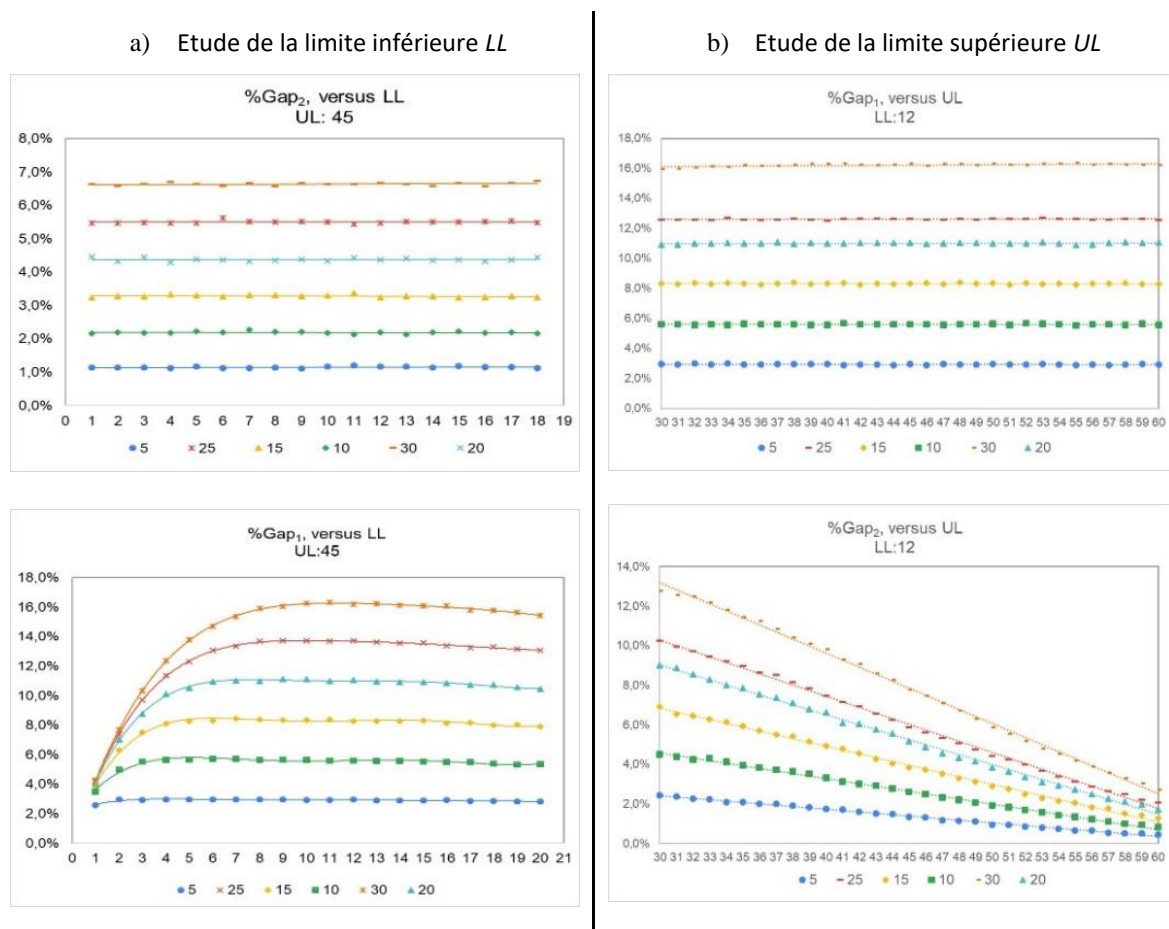 a) Etude de la limite inférieure LL
%Gap₂, versus LL
UL: 45
8,0%
7,0%
6,0%
5,0%
4,0%
3,0%
2,0%
1,0%
0,0%
0 1 2 3 4 5 6 7 8 9 10 11 12 13 14 15 16 17 18 19
5 25 15 10 30 20
%Gap₁, versus LL
UL:45
18,0%
16,0%
14,0%
12,0%
10,0%
8,0%
6,0%
4,0%
2,0%
0,0%
0 1 2 3 4 5 6 7 8 9 10 11 12 13 14 15 16 17 18 19 20 21
5 25 15 10 30 20
b) Etude de la limite supérieure UL
%Gap₁, versus UL
LL:12
18,0%
16,0%
14,0%
12,0%
10,0%
8,0%
6,0%
4,0%
2,0%
0,0%
30 31 32 33 34 35 36 37 38 39 40 41 42 43 44 45 46 47 48 49 50 51 52 53 54 55 56 57 58 59 60
5 25 15 10 30 20
%Gap₂, versus UL
LL:12
14,0%
12,0%
10,0%
8,0%
6,0%
4,0%
2,0%
0,0%
30 31 32 33 34 35 36 37 38 39 40 41 42 43 44 45 46 47 48 49 50 51 52 53 54 55 56 57 58 59 60
5 25 15 10 30 20